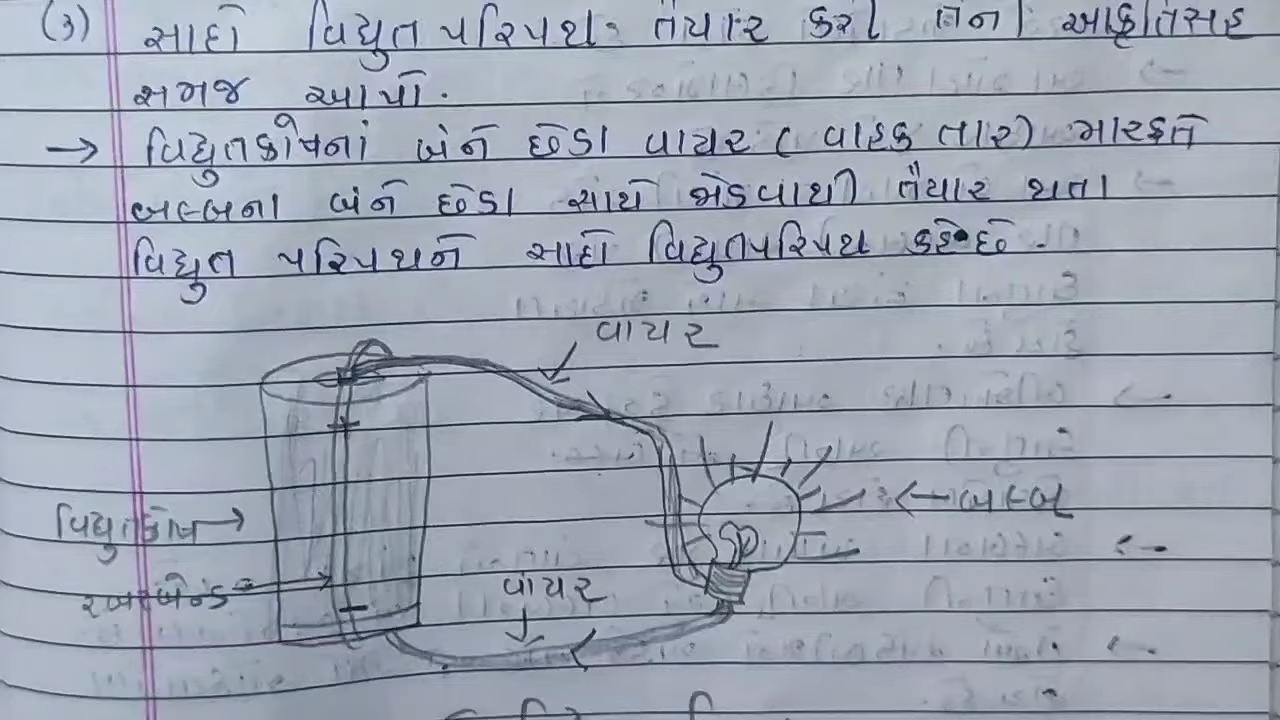 (૩) સાદો વિદ્યુત પરિપથ તૈયાર કરી તેની આકૃતિસહ
સમજ આપો.
→ વિદ્યુતકોષનાં બંને છેડા વાયર (વાહક તાર) મારફતે
બલ્બના બંને છેડા સાથે જોડવાથી તૈયાર થતા
વિદ્યુત પરિપથને સાદો વિદ્યુતપરિપથ કહે છે.
વાયર
બલ્બ
વિદ્યુતકોષ
વાયર
રબરબેન્ડ